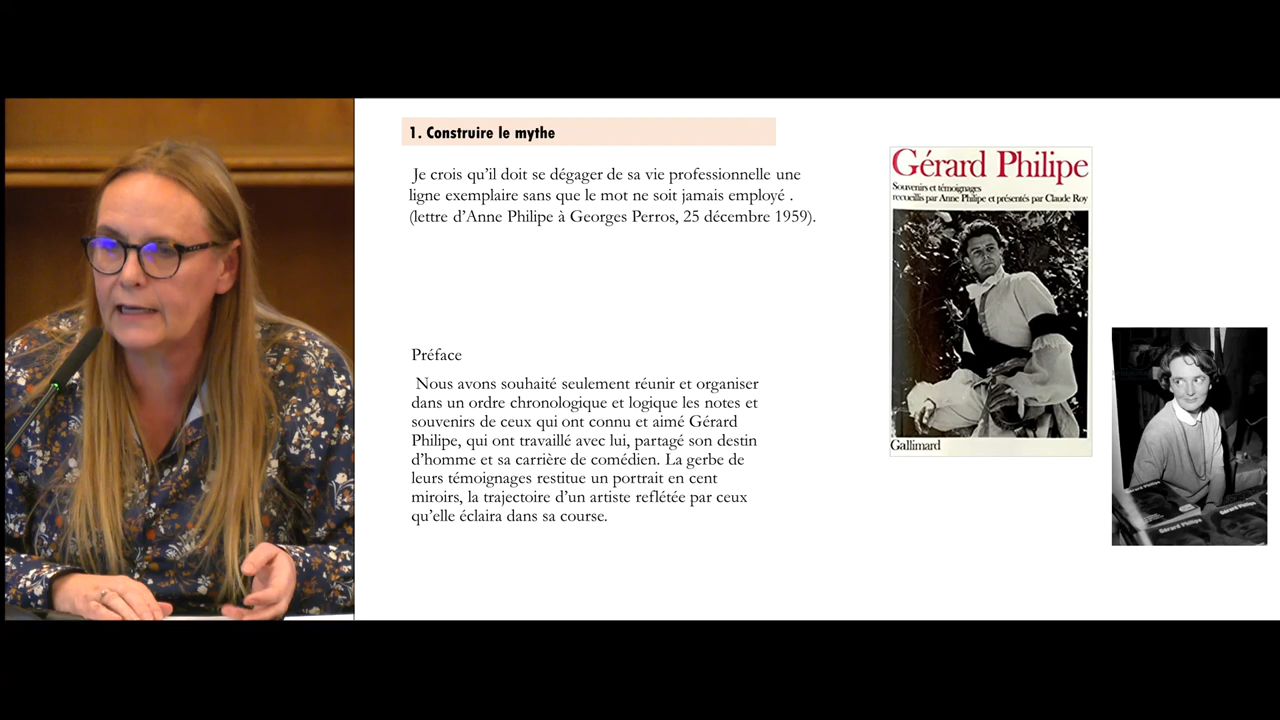 1. Construire le mythe
Je crois qu'il doit se dégager de sa vie professionnelle une
ligne exemplaire sans que le mot ne soit jamais employé .
(lettre d'Anne Philipe à Georges Perros, 25 décembre 1959).
Préface
Nous avons souhaité seulement réunir et organiser
dans un ordre chronologique et logique les notes et
souvenirs de ceux qui ont connu et aimé Gérard
Philipe, qui ont travaillé avec lui, partagé son destin
d'homme et sa carrière de comédien. La gerbe de
leurs témoignages restitue un portrait en cent
miroirs, la trajectoire d'un artiste reflétée par ceux
qu'elle éclaira dans sa course.
Gérard Philipe
Souvenirs et témoignages
recueillis par Anne Philipe et présentés par Claude Roy
Gallimard
Gérard Philipe
Gérard Philipe
Gérard Philipe